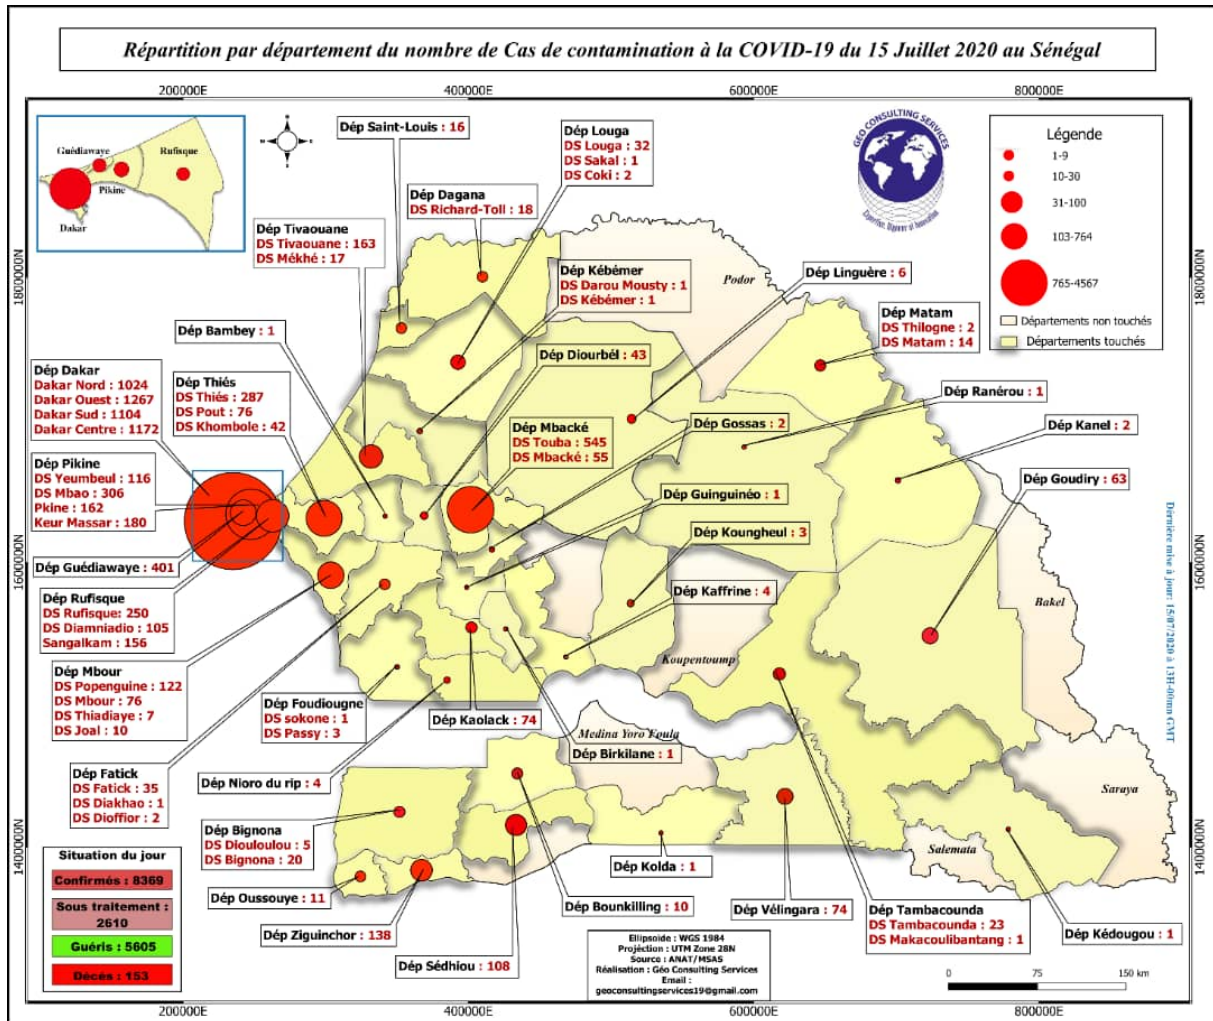 Répartition par département du nombre de Cas de contamination à la COVID-19 du 15 Juillet 2020 au Sénégal
200000E
400000E
600000E
800000E
Guédiawaye
Rufisque
Pikine
Dakar
Dép Saint-Louis : 16
Dép Louga
DS Louga : 32
DS Sakal : 1
DS Coki : 2
GEO CONSULTING SERVICES
Expertise, Rigueur et Innovation
Légende
1-9
10-30
31-100
103-764
765-4567
Départements non touchés
Départements touchés
Dép Dagana
DS Richard-Toll : 18
Dép Tivaouane
DS Tivaouane : 163
DS Mékhé : 17
Dép Kébémer
DS Darou Mousty : 1
DS Kébémer : 1
Podor
Dép Linguère : 6
1800000N
1800000N
Dép Matam
DS Thilogne : 2
DS Matam : 14
Dép Bambey : 1
Dép Diourbél : 43
Dép Dakar
Dakar Nord : 1024
Dakar Ouest : 1267
Dakar Sud : 1104
Dakar Centre : 1172
Dép Thiés
DS Thiés : 287
DS Pout : 76
DS Khombole : 42
Dép Ranérou : 1
Dép Gossas : 2
Dép Kanel : 2
Dép Mbacké
DS Touba : 545
DS Mbacké : 55
Dép Pikine
DS Yeumbeul : 116
DS Mbao : 306
Pkine : 162
Keur Massar : 180
Dép Goudiry : 63
Dép Guinguinéo : 1
Dép Koungheul : 3
Dép Guédiawaye : 401
1600000N
1600000N
Dernière mise à jour: 15/07/2020 à 13H-00mn GMT
Dép Kaffrine : 4
Bakel
Dép Rufisque
DS Rufisque: 250
DS Diamniadio : 105
Sangalkam : 156
Koupentoump
Dép Mbour
DS Popenguine : 122
DS Mbour : 76
DS Thiadiaye : 7
DS Joal : 10
Dép Foudiougne
DS sokone : 1
DS Passy : 3
Dép Kaolack : 74
Medina Yoro Foula
Dép Birkilane : 1
Dép Fatick
DS Fatick : 35
DS Diakhao : 1
DS Dioffior : 2
Dép Nioro du rip : 4
Saraya
Dép Bignona
DS Diouloulou : 5
DS Bignona : 20
1400000N
1400000N
Salemata
Situation du jour
Confirmés : 8369
Sous traitement :
2610
Guéris : 5605
Décés : 153
Dép Kolda : 1
Dép Oussouye : 11
Dép Bounkilling : 10
Dép Vélingara : 74
Dép Tambacounda
DS Tambacounda : 23
DS Makacoulibantang : 1
Dép Kédougou : 1
Dép Ziguinchor : 138
Dép Sédhiou : 108
Ellipsoide : WGS 1984
Projection : UTM Zone 28N
Source : ANAT/MSAS
Réalisation : Géo Consulting Services
Email :
geoconsultingservices19@gmail.com
0 75 150 km
200000E
400000E
600000E
800000E